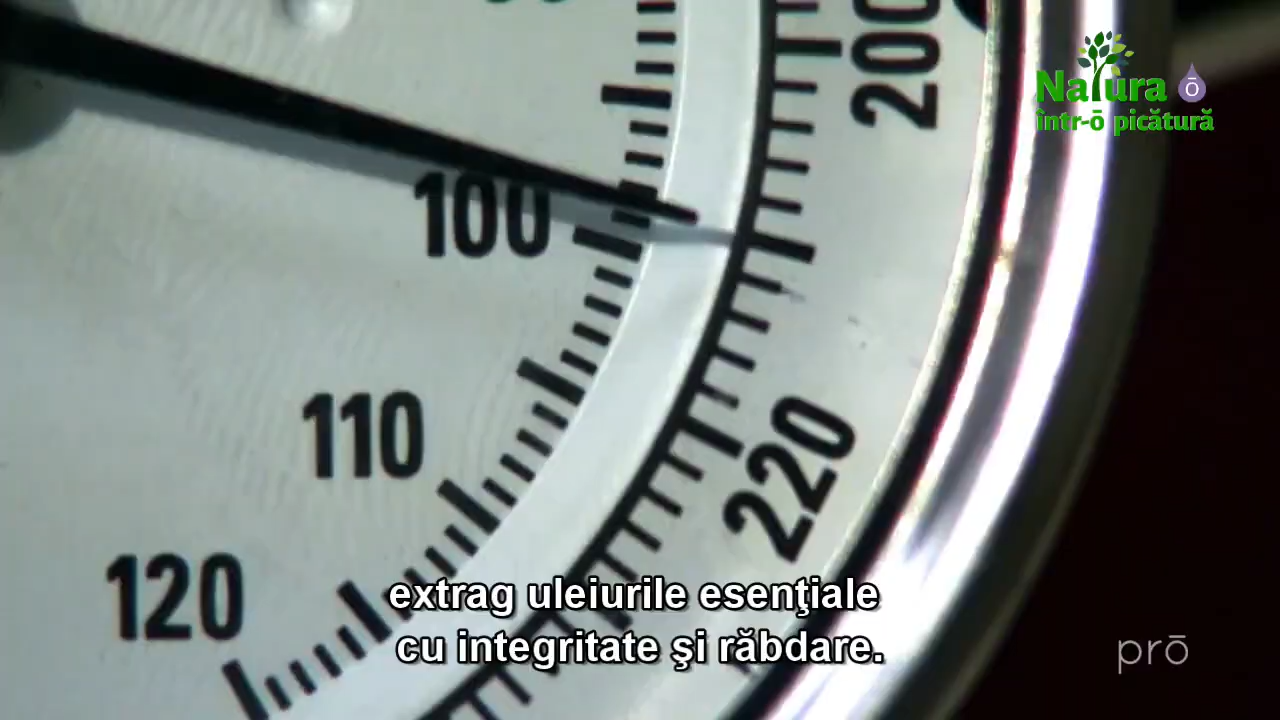 200
Natura ō
într-ō picătură
100
110
220
120
extrag uleiurile esenţiale
cu integritate şi răbdare.
prō